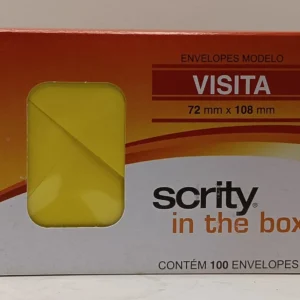 ENVELOPES MODELO
VISITA
72 mm x 108 mm
scrity®
in the box
CONTÉM 100 ENVELOPES